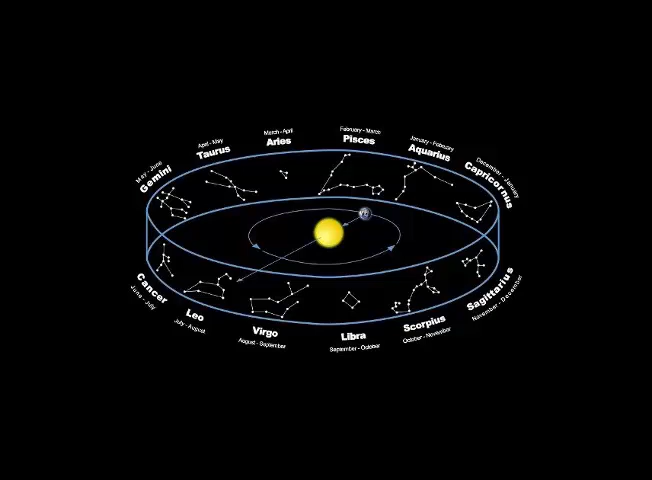 February - March
Pisces
March - April
Aries
January - February
Aquarius
April - May
Taurus
December - January
Capricornus
May - June
Gemini
Cancer
June - July
Sagittarius
November - December
Leo
July - August
Scorpius
October - November
Virgo
August - September
Libra
September - October